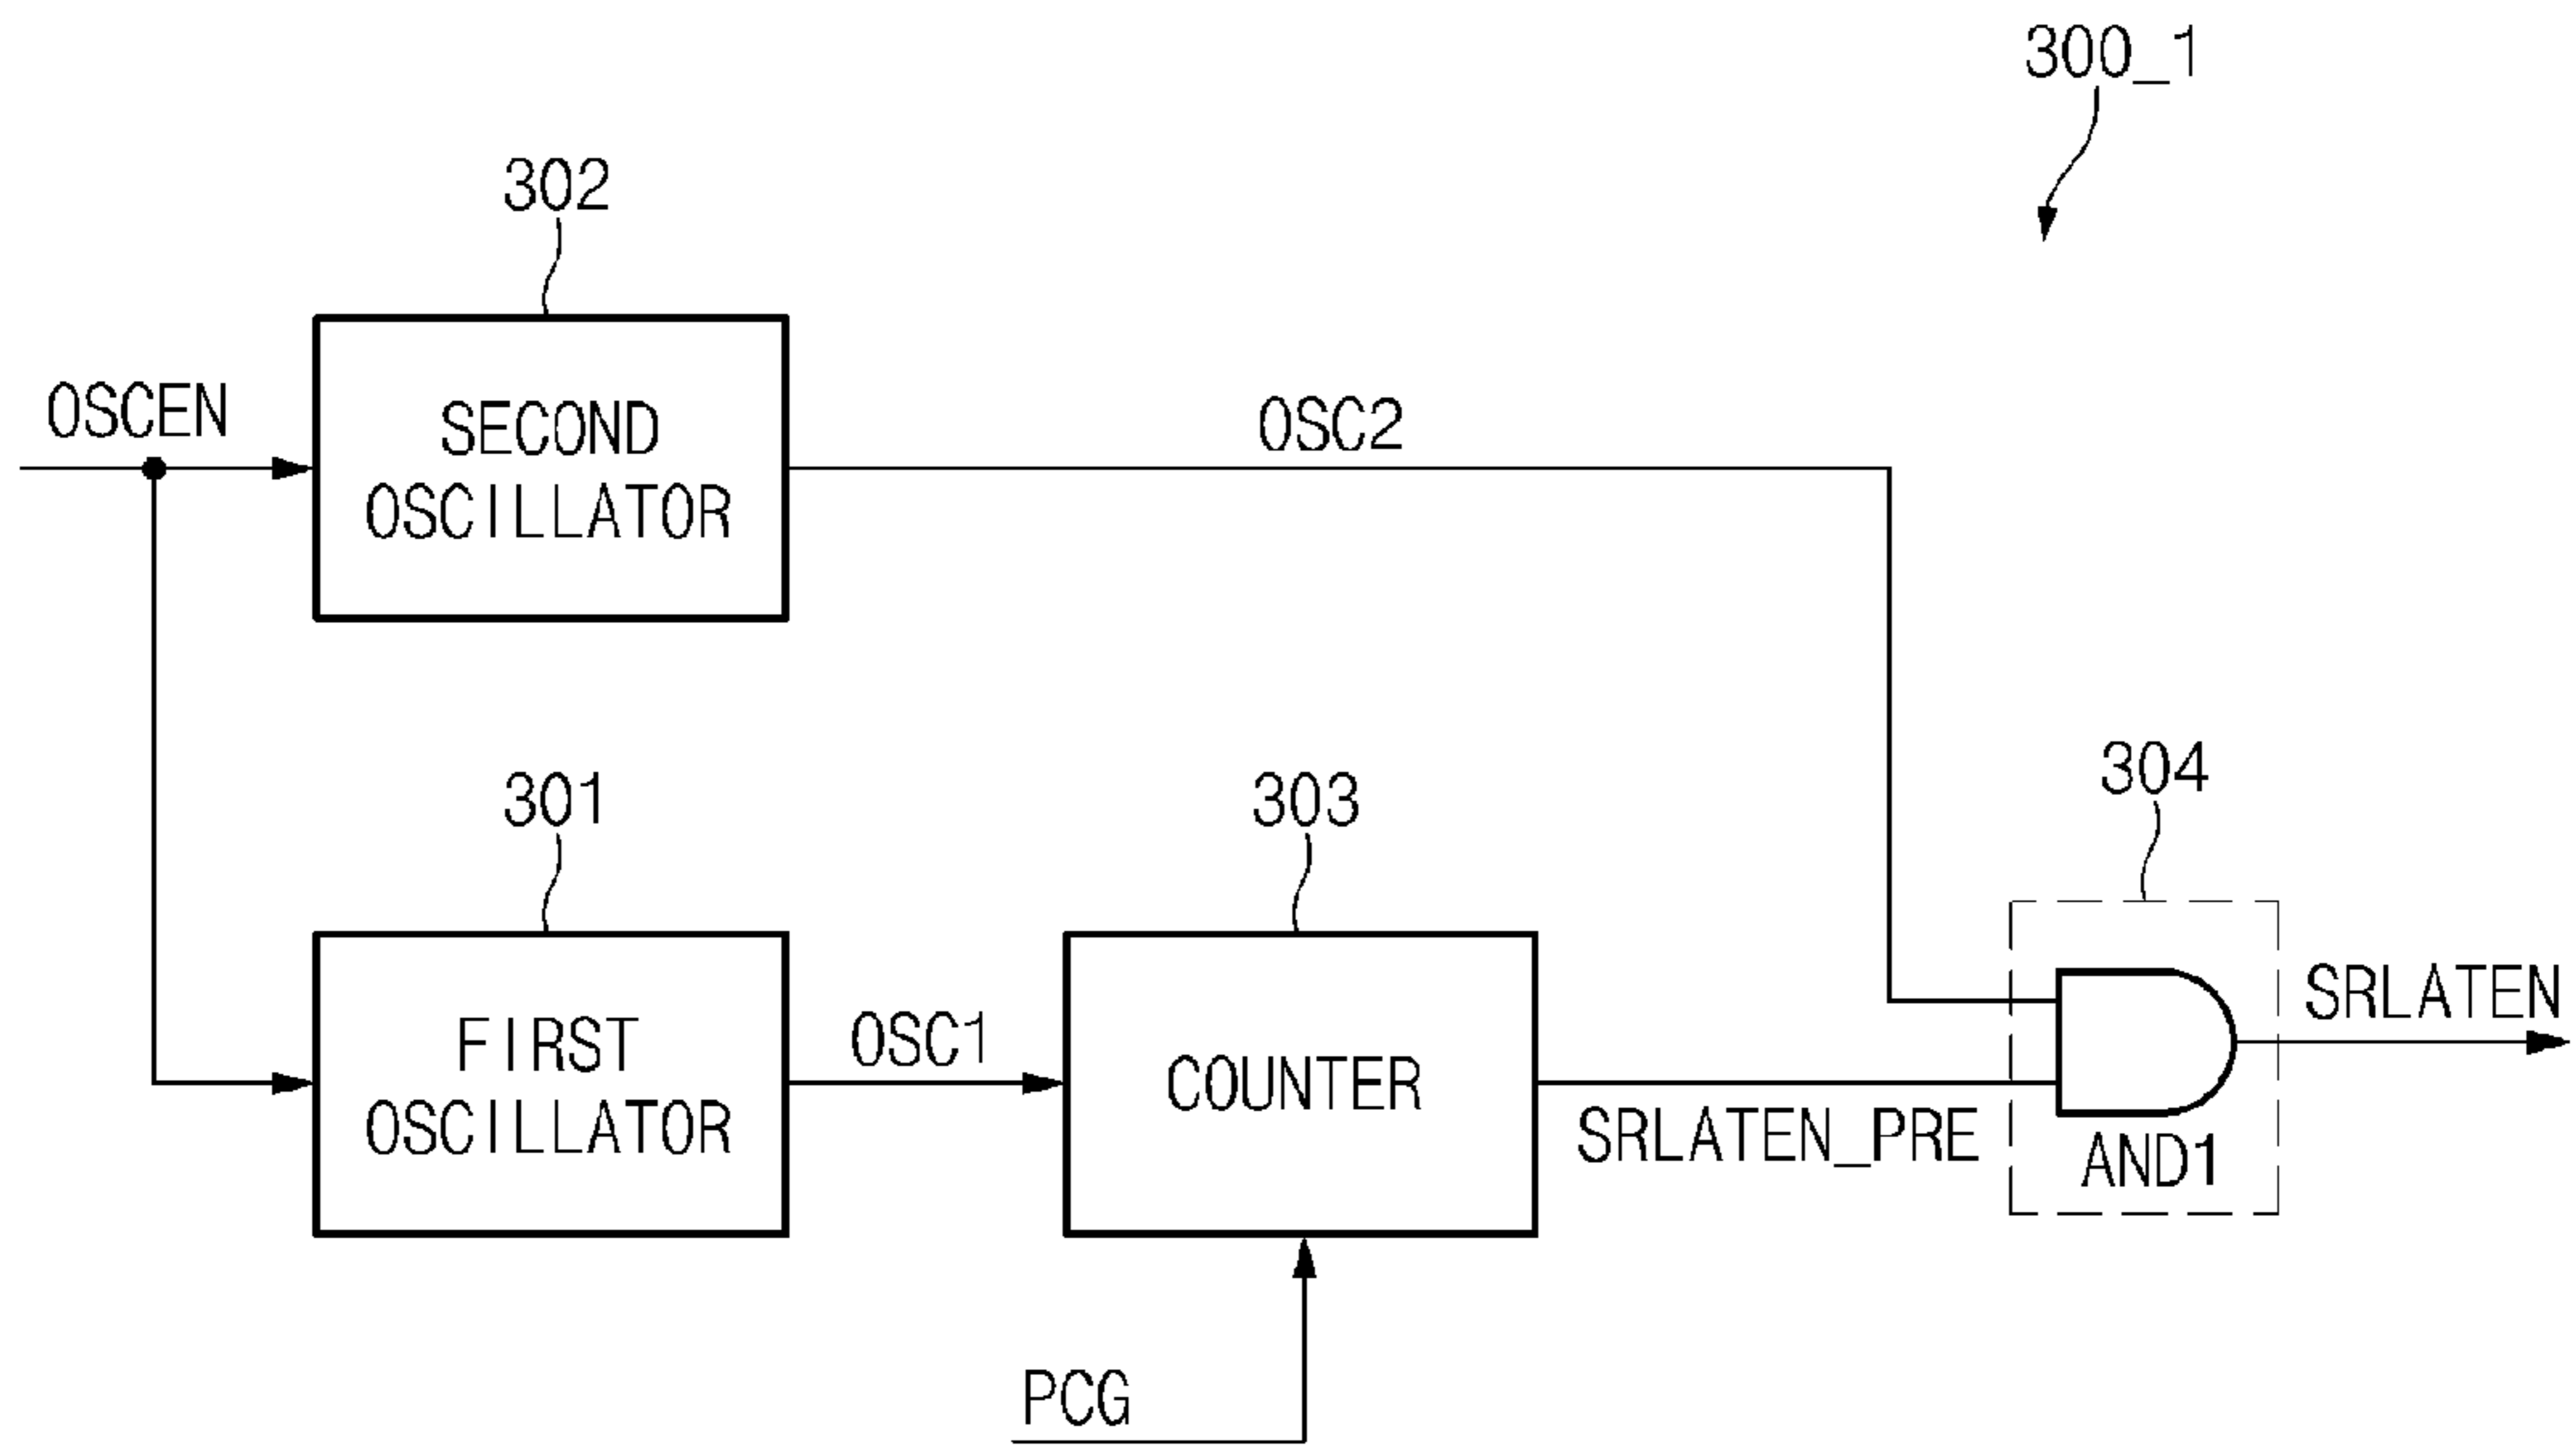 300_1
302
OSCEN
SECOND
OSCILLATOR
OSC2
301
303
304
FIRST
OSCILLATOR
OSC1
COUNTER
SRLATEN_PRE
AND1
SRLATEN
PCG